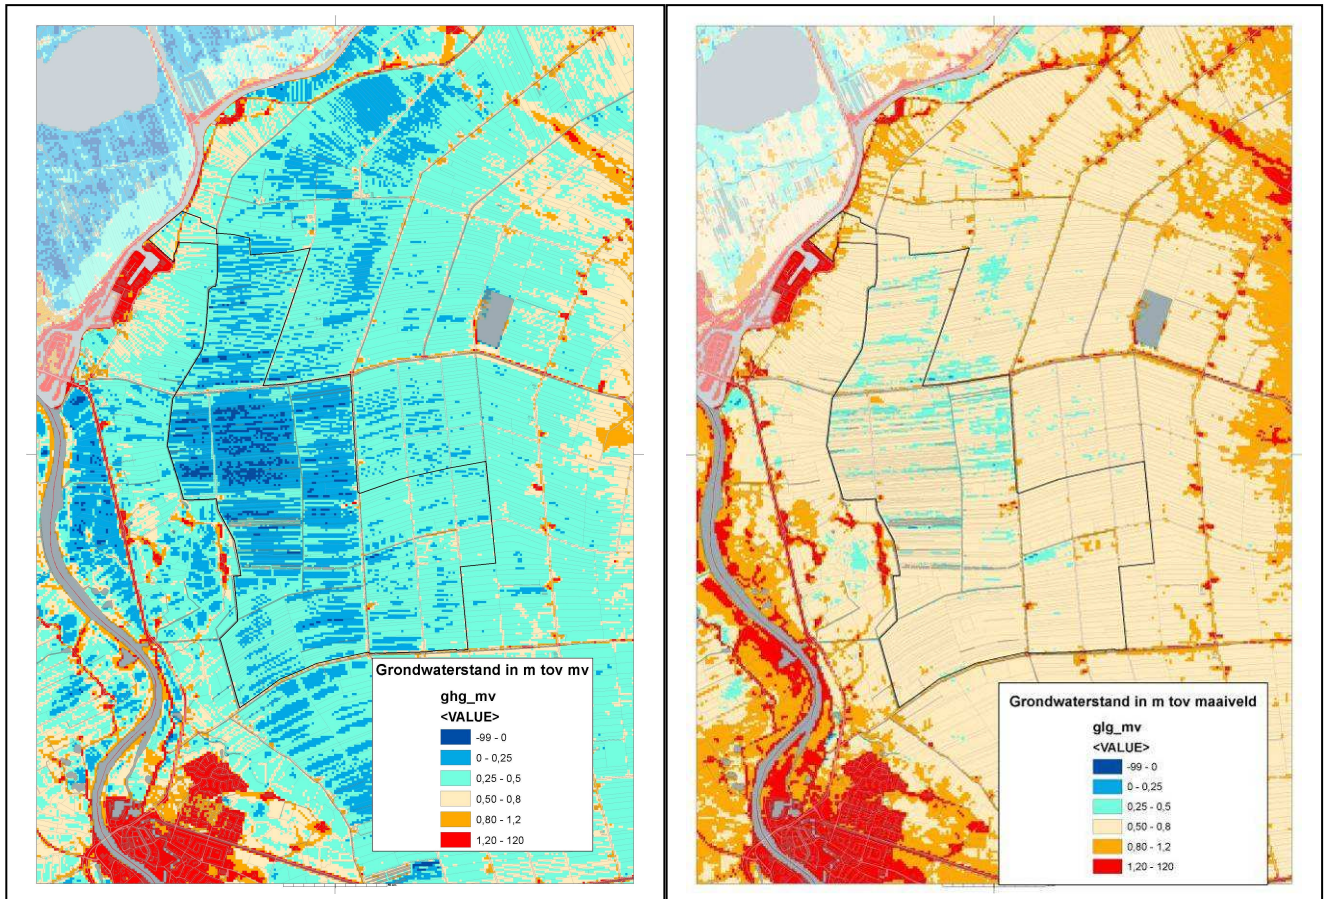 Grondwaterstand in m tov mv
ghg_mv
<VALUE>
-99 - 0
0 - 0,25
0,25 - 0,5
0,50 - 0,8
0,80 - 1,2
1,20 - 120
Grondwaterstand in m tov maaiveld
glg_mv
<VALUE>
-99 - 0
0 - 0,25
0,25 - 0,5
0,50 - 0,8
0,80 - 1,2
1,20 - 120